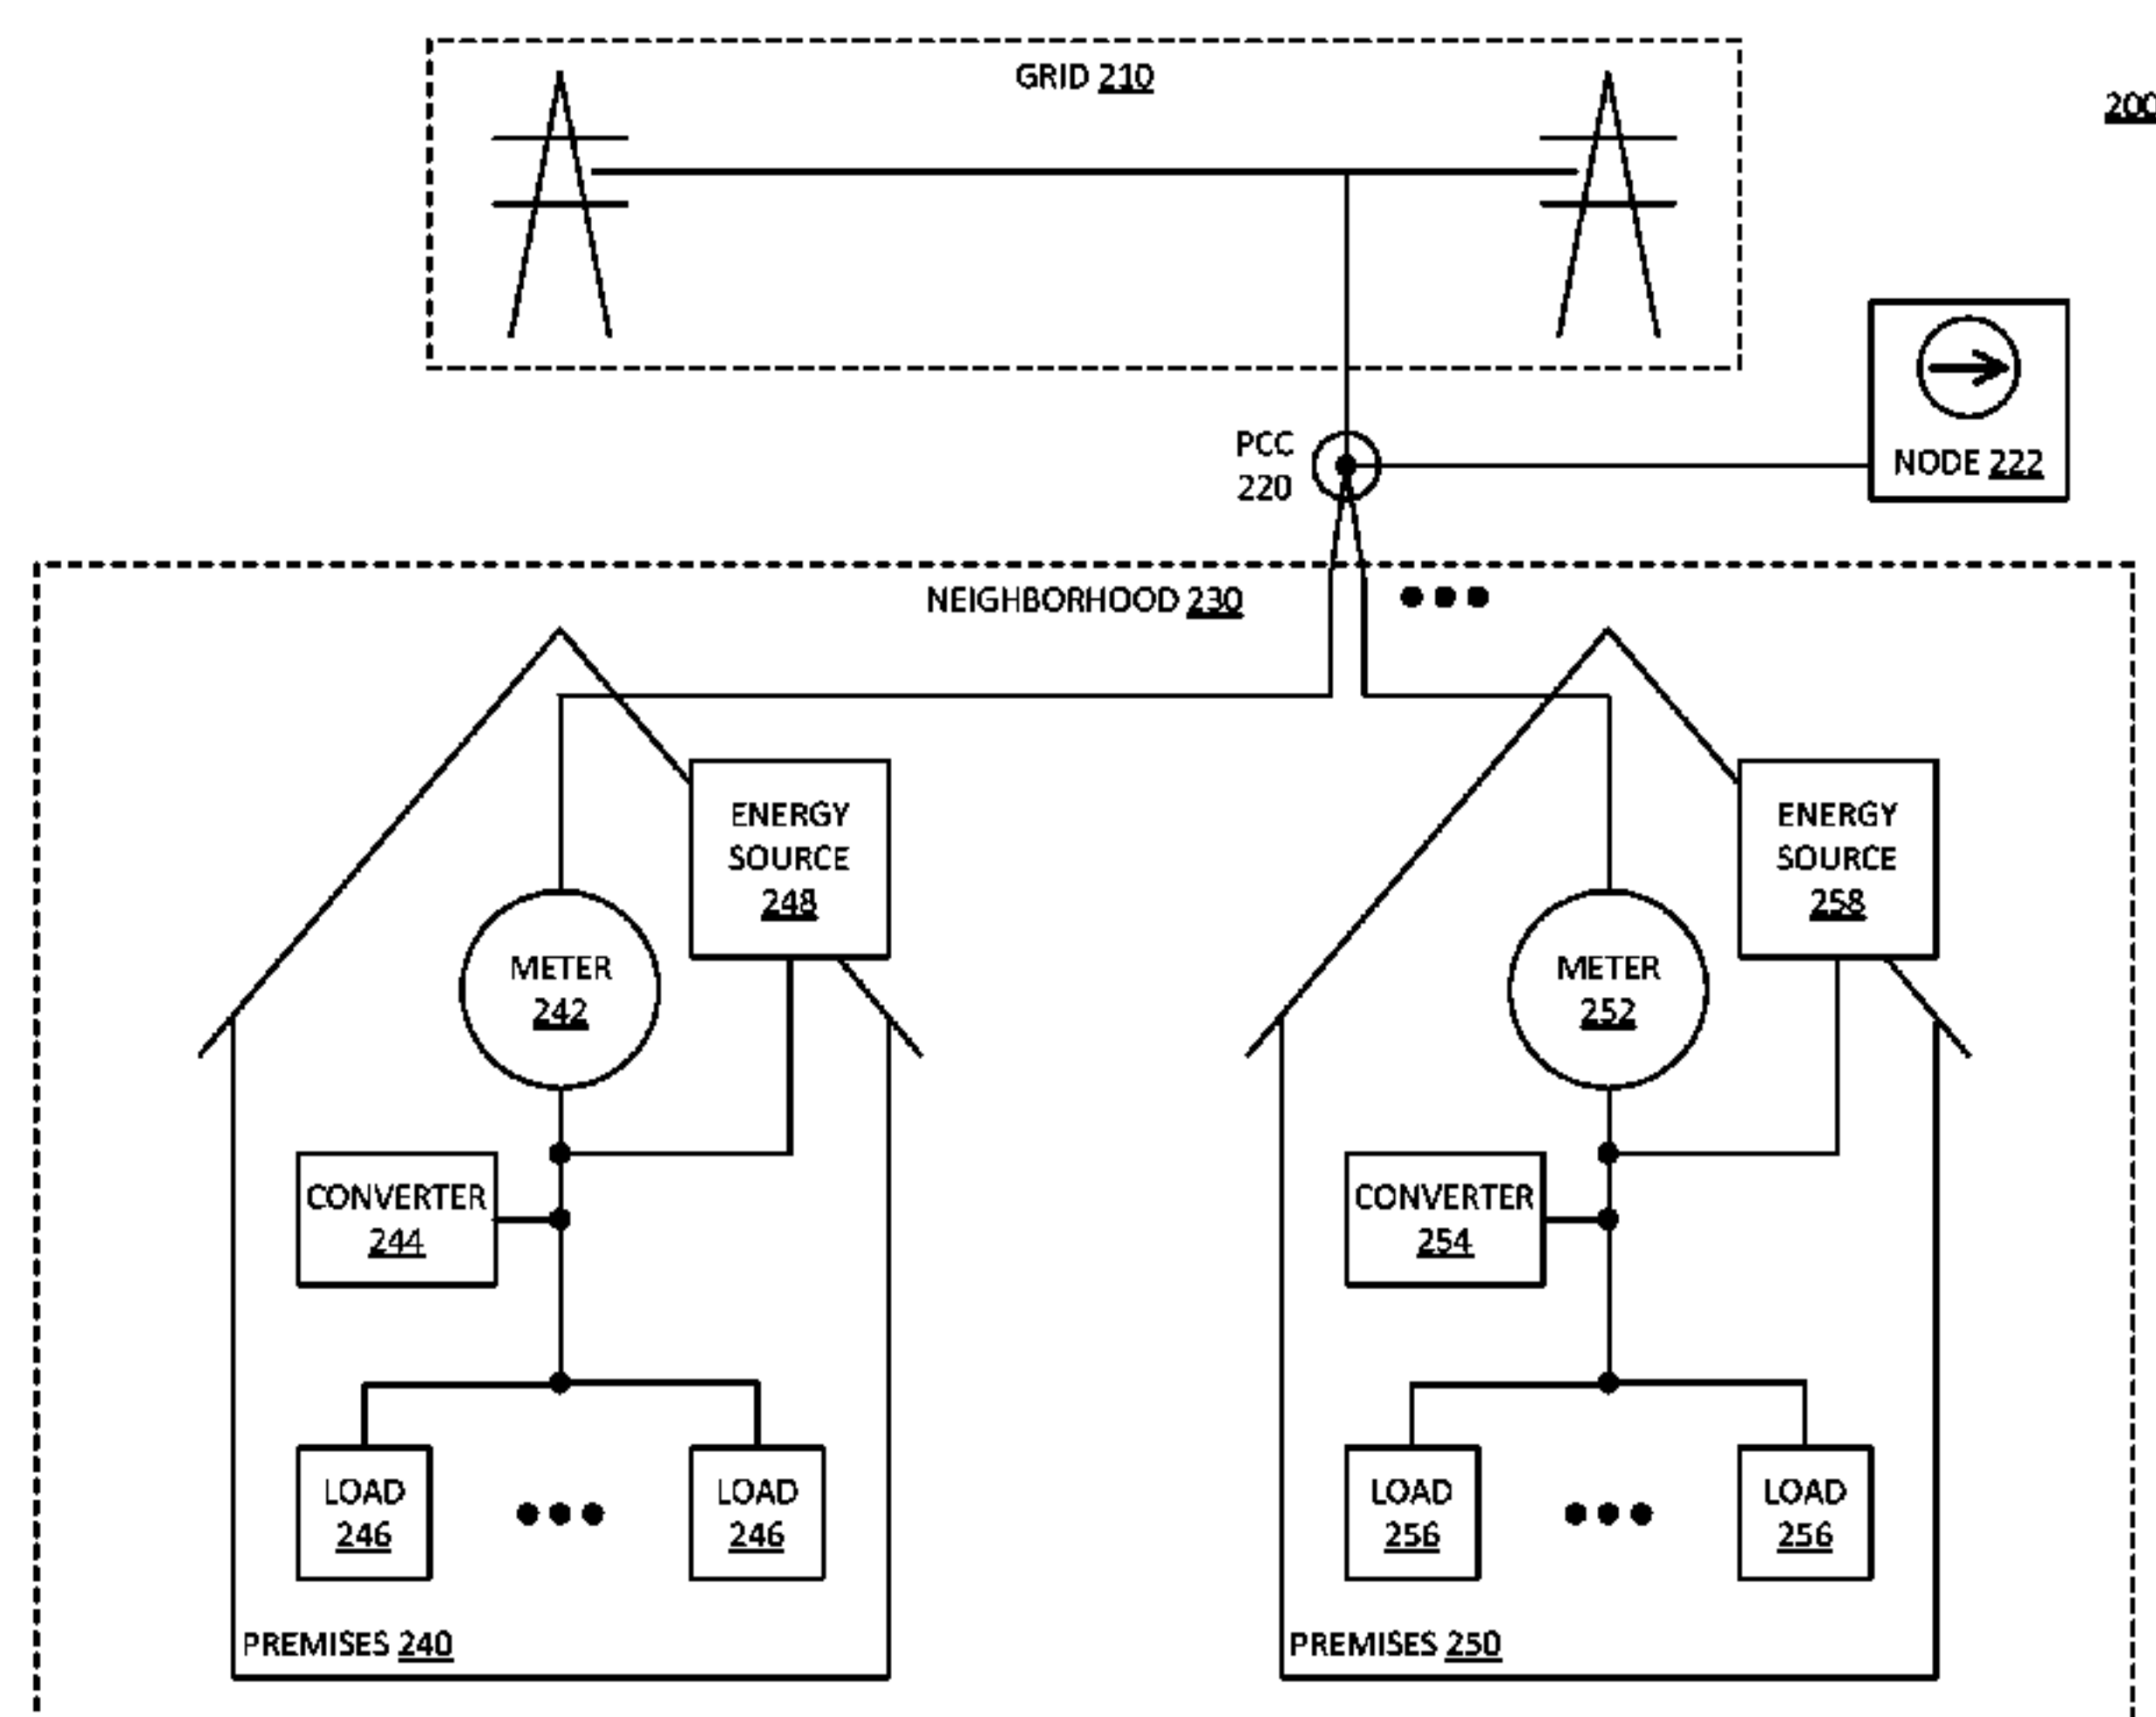 GRID 210
200
PCC
220
NODE 222
NEIGHBORHOOD 230
ENERGY
SOURCE
248
METER
242
CONVERTER
244
LOAD
246
LOAD
246
PREMISES 240
ENERGY
SOURCE
258
METER
252
CONVERTER
254
LOAD
256
LOAD
256
PREMISES 250